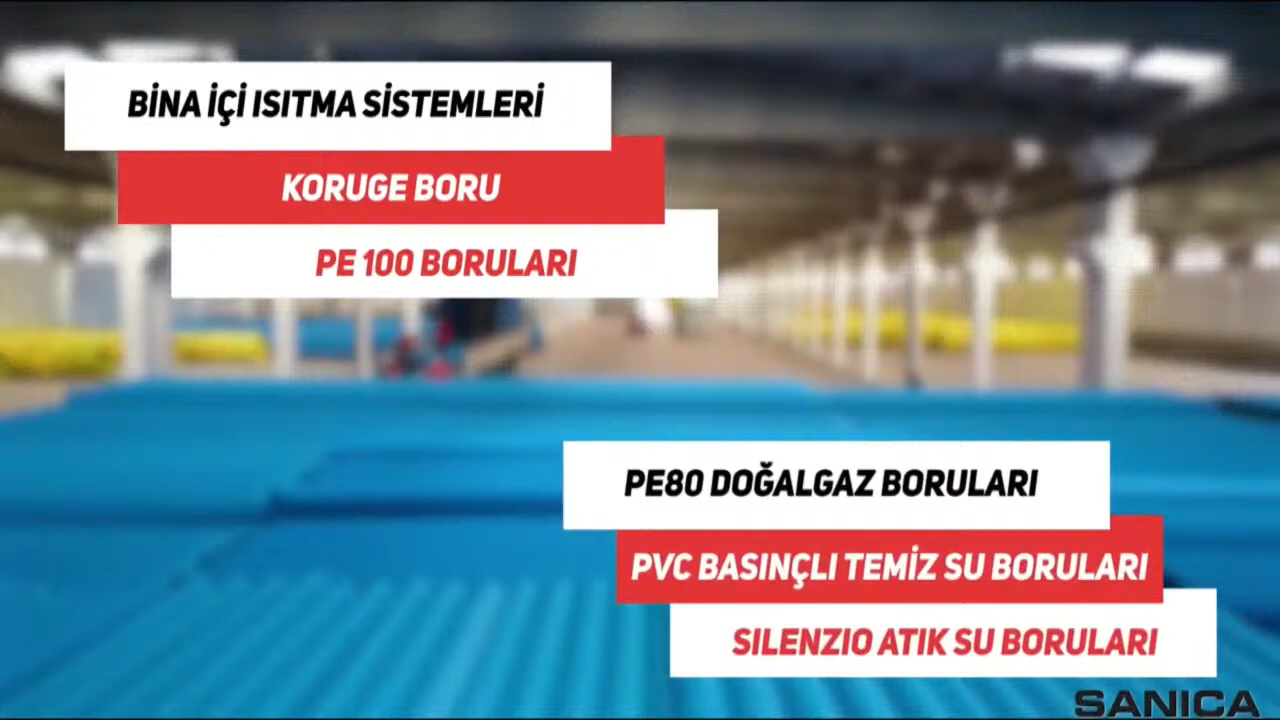 BİNA İÇİ ISITMA SİSTEMLERİ
KORUGE BORU
PE 100 BORULARI
PE80 DOĞALGAZ BORULARI
PVC BASINÇLI TEMİZ SU BORULARI
SILENZIO ATIK SU BORULARI
SANICA